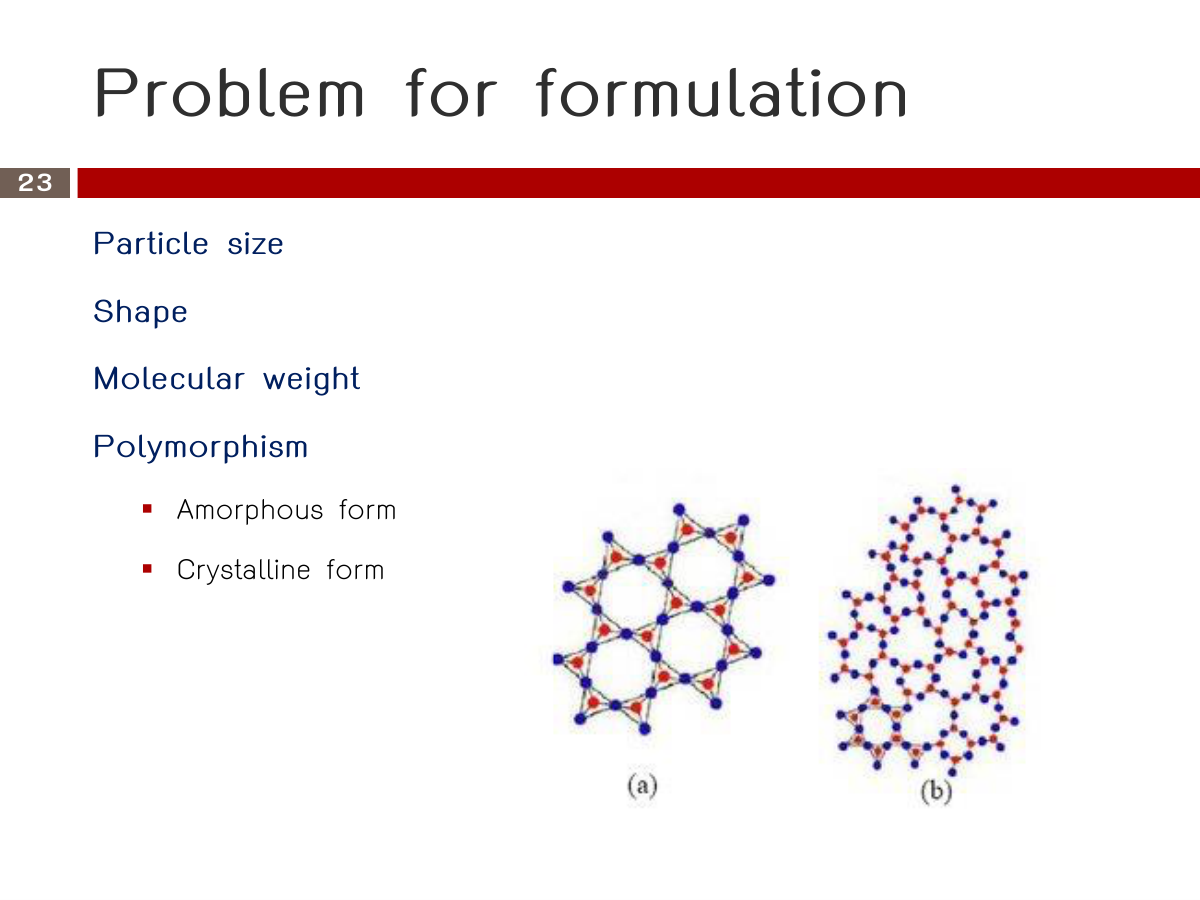 Problem for formulation
23
Particle size
Shape
Molecular weight
Polymorphism
▪ Amorphous form
▪ Crystalline form
(a)
(b)